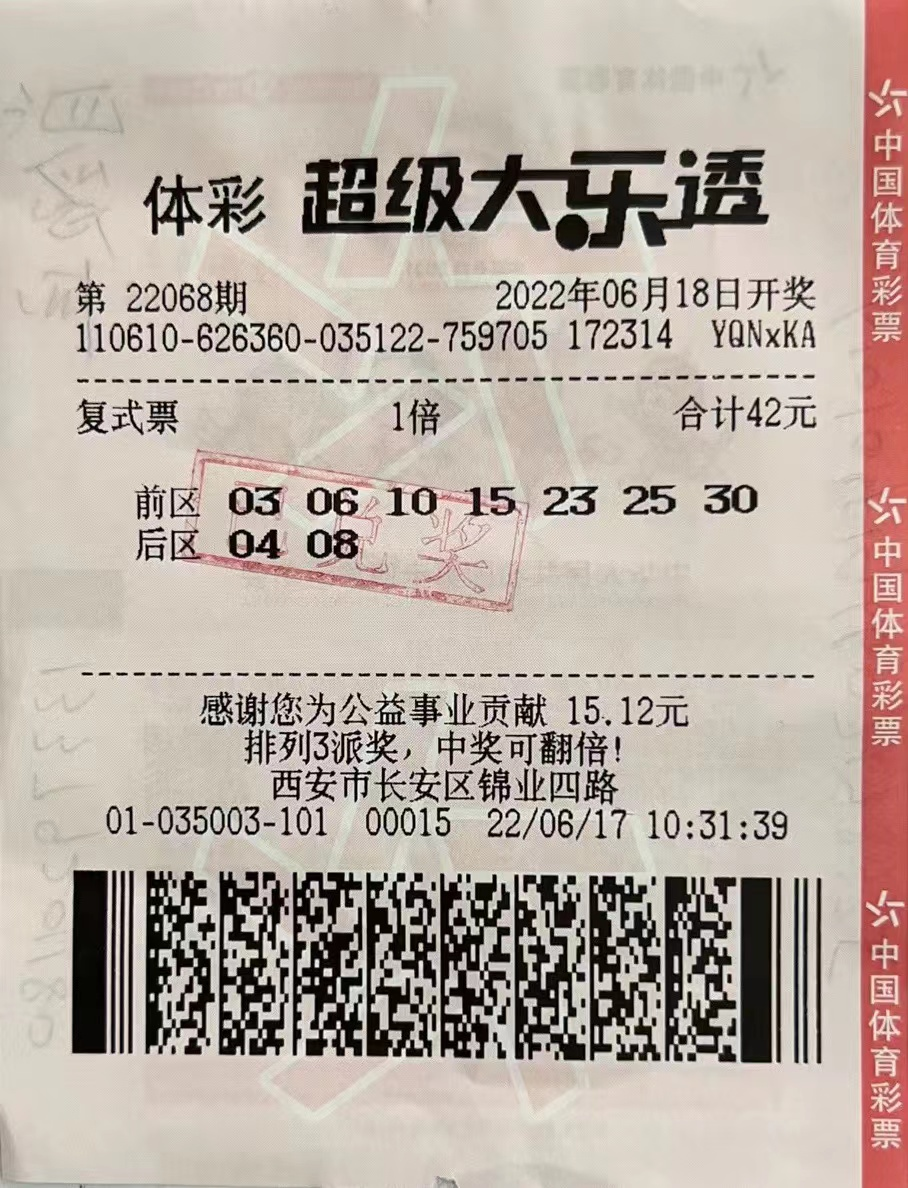 体彩 超级大乐透
第 22068期 2022年06月18日开奖
110610-626360-035122-759705 172314 YQNxKA
复式票 1倍 合计42元
前区 03 06 10 15 23 25 30
后区 04 08
已兑奖
感谢您为公益事业贡献 15.12元
排列3派奖，中奖可翻倍！
西安市长安区锦业四路
01-035003-101 00015 22/06/17 10:31:39
中国体育彩票
中国体育彩票
中国体育彩票